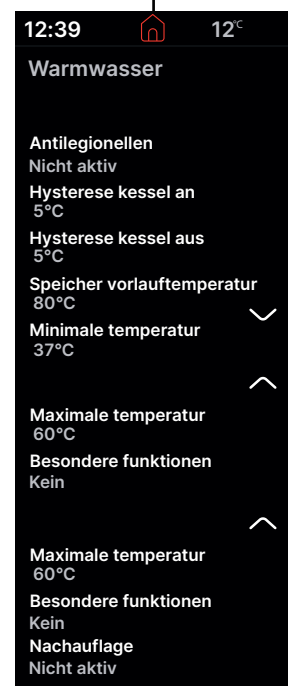 12:39 12°C
Warmwasser
Antilegionellen
Nicht aktiv
Hysterese kessel an
5°C
Hysterese kessel aus
5°C
Speicher vorlauftemperatur
80°C
Minimale temperatur
37°C
Maximale temperatur
60°C
Besondere funktionen
Kein
Maximale temperatur
60°C
Besondere funktionen
Kein
Nachauflage
Nicht aktiv